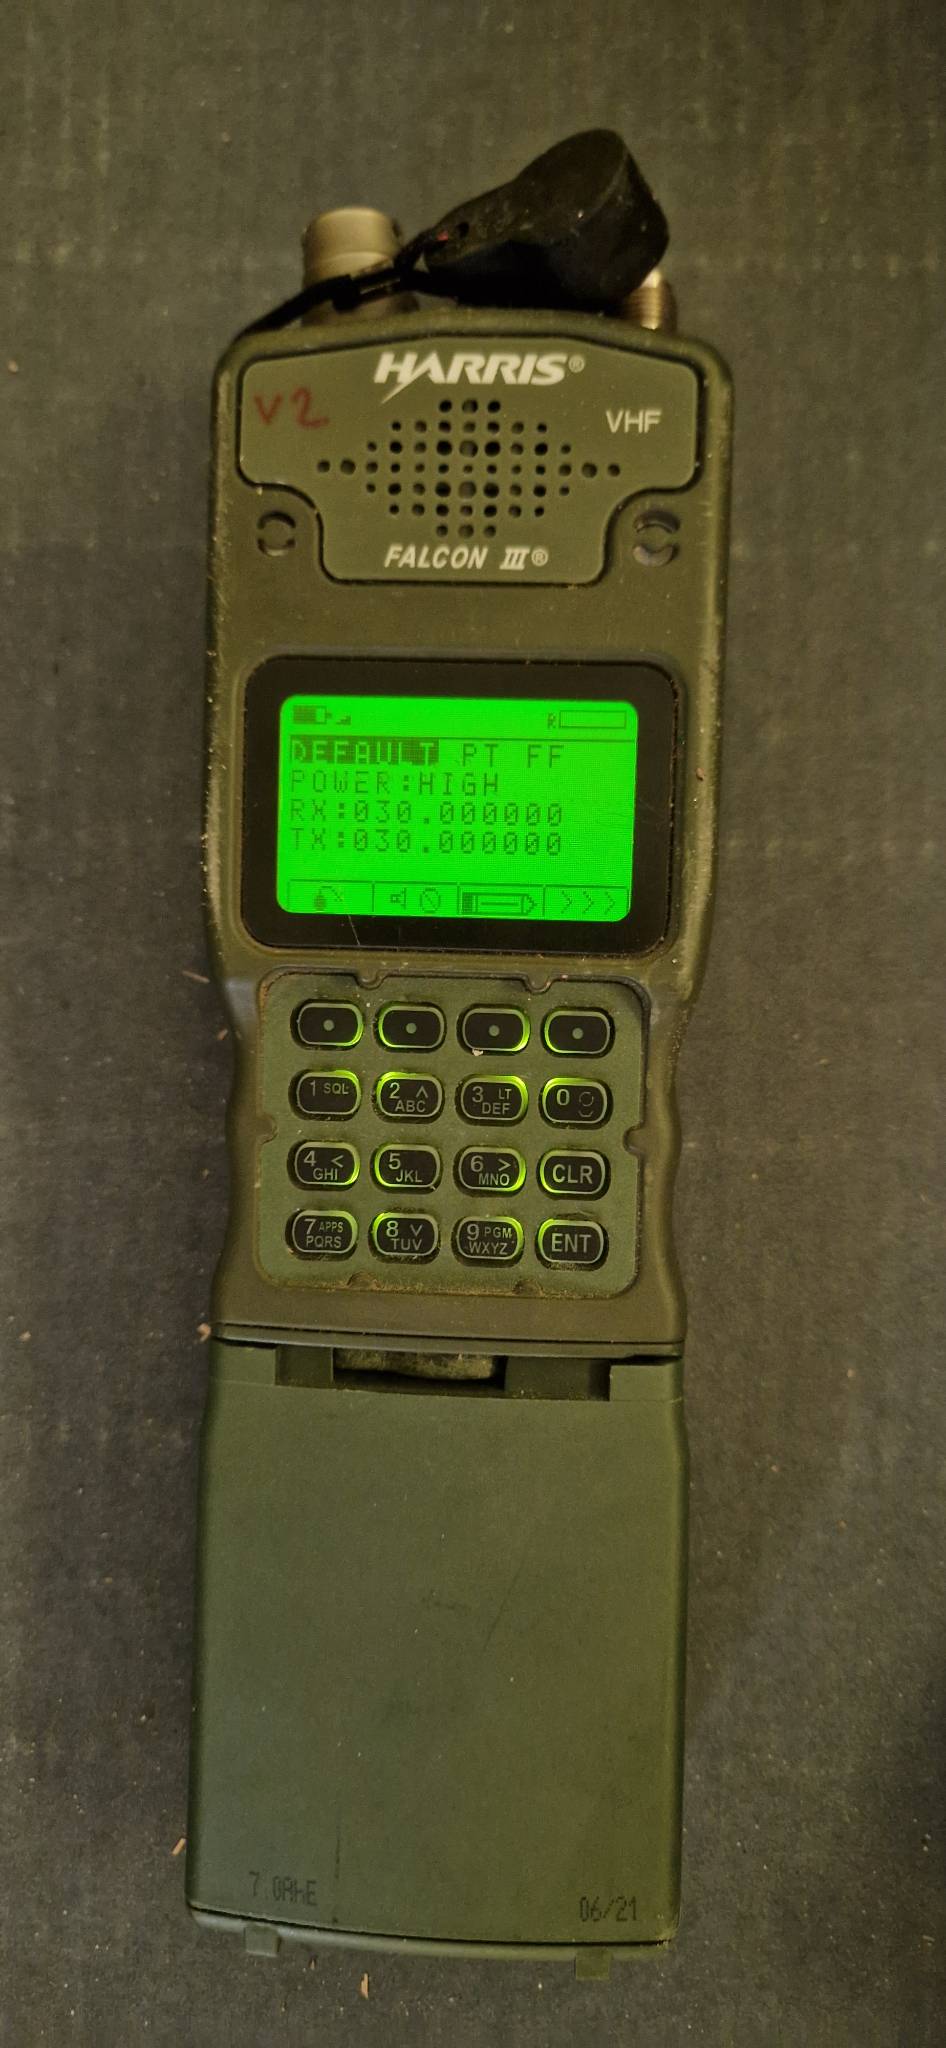 HARRIS®
V2
VHF
FALCON III®
R
DEFAULT PT FF
POWER:HIGH
RX:030.000000
TX:030.000000
>>>
1 SQL
2 ABC
3 LT DEF
0
4 < GHI
5 JKL
6 > MNO
CLR
7 APPS PQRS
8 TUV
9 PGM WXYZ
ENT
7.0AhE
06/21